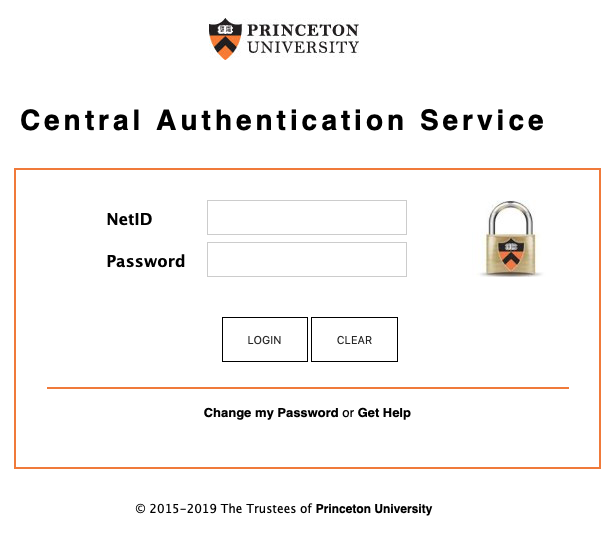 PRINCETON
UNIVERSITY
Central Authentication Service
NetID
Password
LOGIN CLEAR
Change my Password or Get Help
© 2015-2019 The Trustees of Princeton University